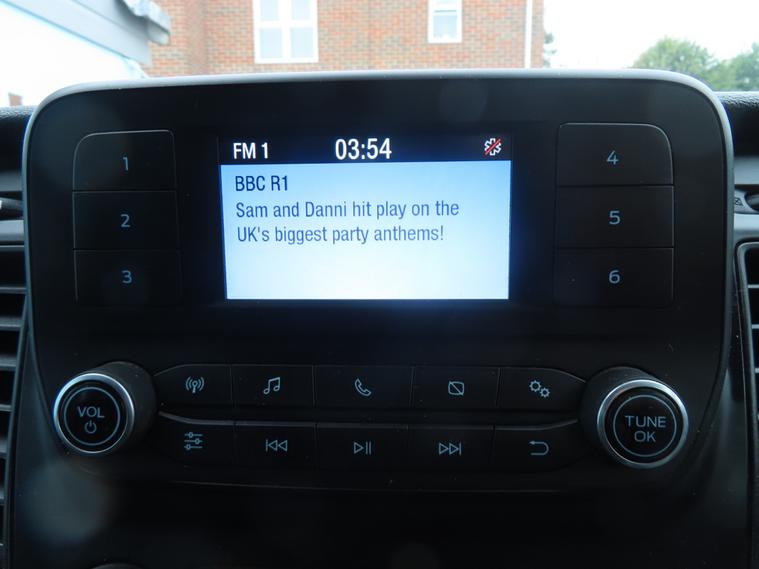 FM 1 03:54
BBC R1
Sam and Danni hit play on the
UK's biggest party anthems!
1
2
3
4
5
6
VOL
TUNE
OK